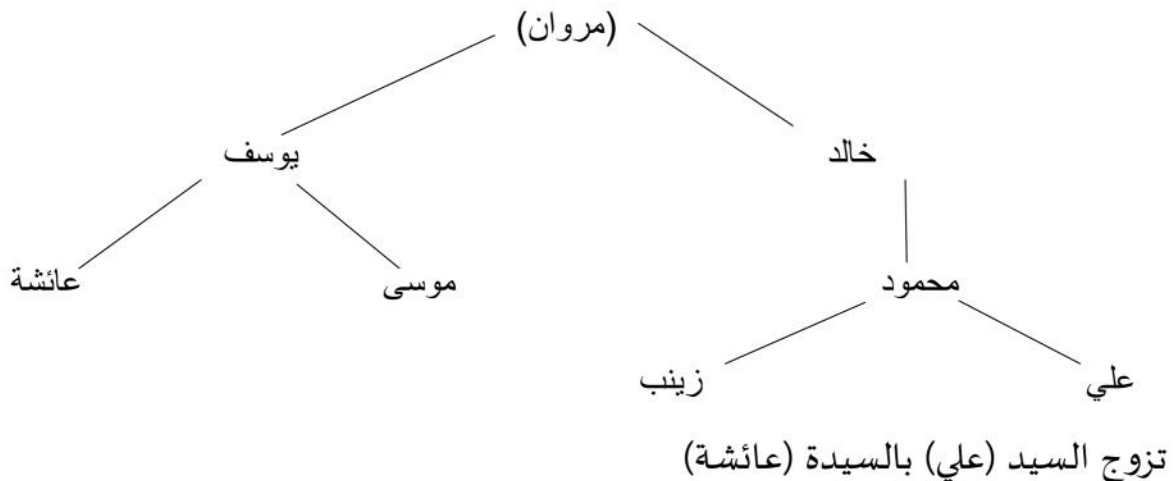 (مروان)
خالد
يوسف
محمود
موسى
عائشة
علي
زينب
تزوج السيد (علي) بالسيدة (عائشة)